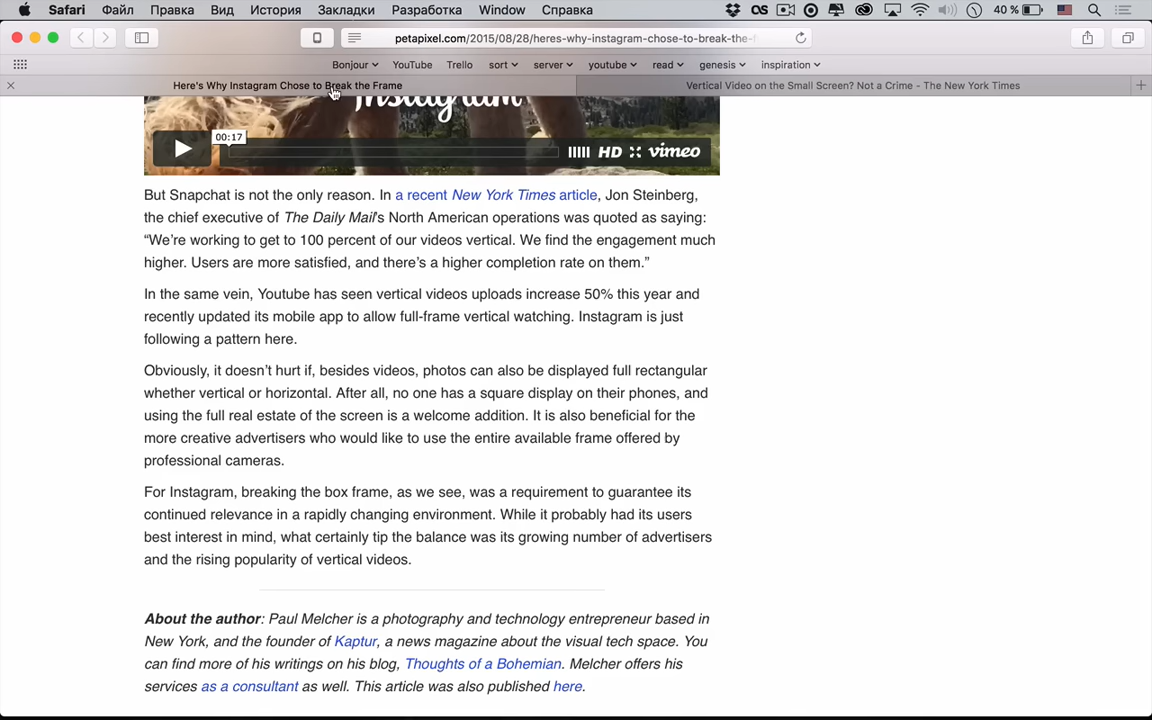 Safari Файл Правка Вид История Закладки Разработка Window Справка 40 %
petapixel.com/2015/08/28/heres-why-instagram-chose-to-break-the-f
Bonjour YouTube Trello sort server youtube read genesis inspiration
Here's Why Instagram Chose to Break the Frame Vertical Video on the Small Screen? Not a Crime - The New York Times
Instagram
00:17
HD vimeo
But Snapchat is not the only reason. In a recent New York Times article, Jon Steinberg,
the chief executive of The Daily Mail's North American operations was quoted as saying:
“We're working to get to 100 percent of our videos vertical. We find the engagement much
higher. Users are more satisfied, and there's a higher completion rate on them.”
In the same vein, Youtube has seen vertical videos uploads increase 50% this year and
recently updated its mobile app to allow full-frame vertical watching. Instagram is just
following a pattern here.
Obviously, it doesn't hurt if, besides videos, photos can also be displayed full rectangular
whether vertical or horizontal. After all, no one has a square display on their phones, and
using the full real estate of the screen is a welcome addition. It is also beneficial for the
more creative advertisers who would like to use the entire available frame offered by
professional cameras.
For Instagram, breaking the box frame, as we see, was a requirement to guarantee its
continued relevance in a rapidly changing environment. While it probably had its users
best interest in mind, what certainly tip the balance was its growing number of advertisers
and the rising popularity of vertical videos.
About the author: Paul Melcher is a photography and technology entrepreneur based in
New York, and the founder of Kaptur, a news magazine about the visual tech space. You
can find more of his writings on his blog, Thoughts of a Bohemian. Melcher offers his
services as a consultant as well. This article was also published here.